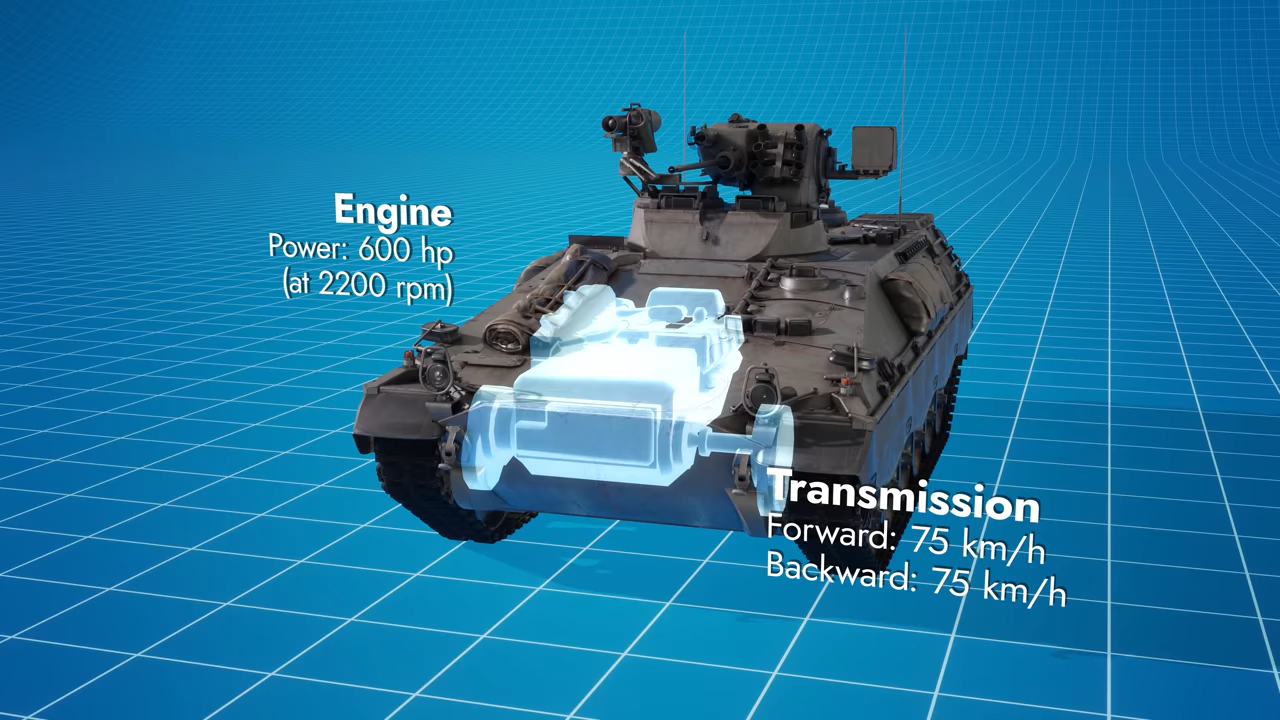 Engine
Power: 600 hp
(at 2200 rpm)
Transmission
Forward: 75 km/h
Backward: 75 km/h